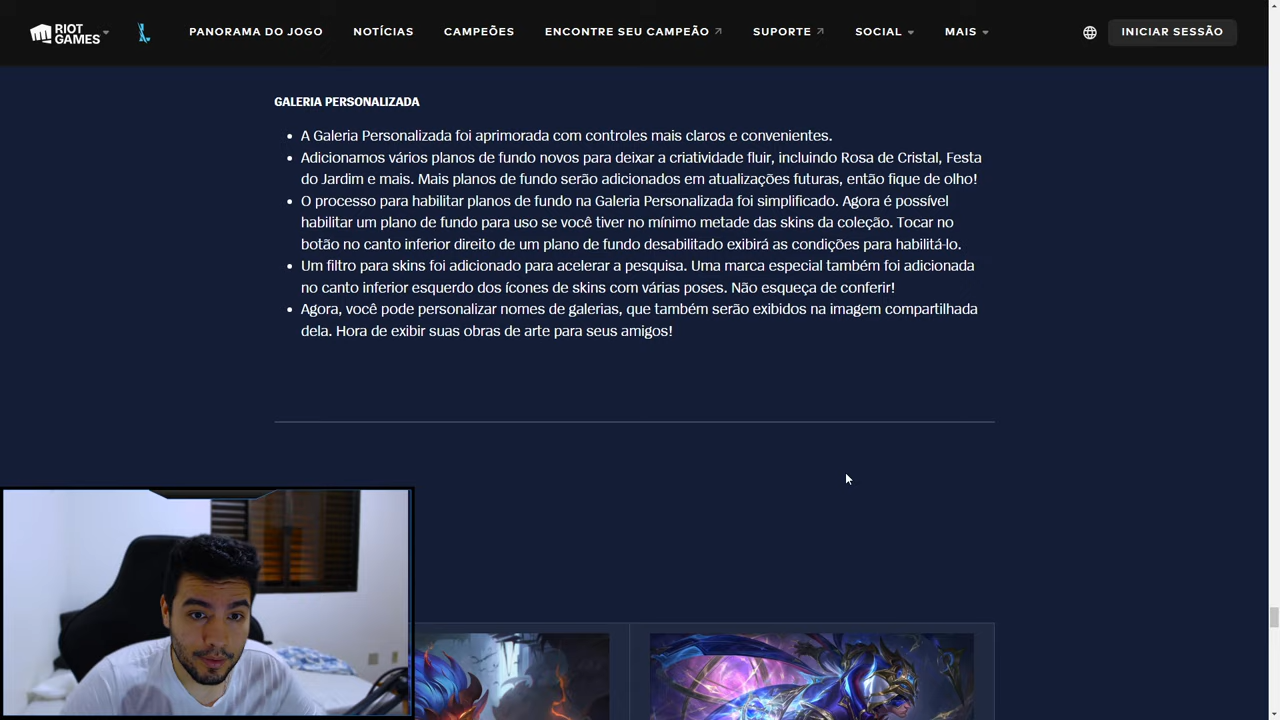 RIOT GAMES PANORAMA DO JOGO NOTÍCIAS CAMPEÕES ENCONTRE SEU CAMPEÃO SUPORTE SOCIAL MAIS INICIAR SESSÃO
GALERIA PERSONALIZADA
A Galeria Personalizada foi aprimorada com controles mais claros e convenientes.
Adicionamos vários planos de fundo novos para deixar a criatividade fluir, incluindo Rosa de Cristal, Festa
do Jardim e mais. Mais planos de fundo serão adicionados em atualizações futuras, então fique de olho!
O processo para habilitar planos de fundo na Galeria Personalizada foi simplificado. Agora é possível
habilitar um plano de fundo para uso se você tiver no mínimo metade das skins da coleção. Tocar no
botão no canto inferior direito de um plano de fundo desabilitado exibirá as condições para habilitá-lo.
Um filtro para skins foi adicionado para acelerar a pesquisa. Uma marca especial também foi adicionada
no canto inferior esquerdo dos ícones de skins com várias poses. Não esqueça de conferir!
Agora, você pode personalizar nomes de galerias, que também serão exibidos na imagem compartilhada
dela. Hora de exibir suas obras de arte para seus amigos!